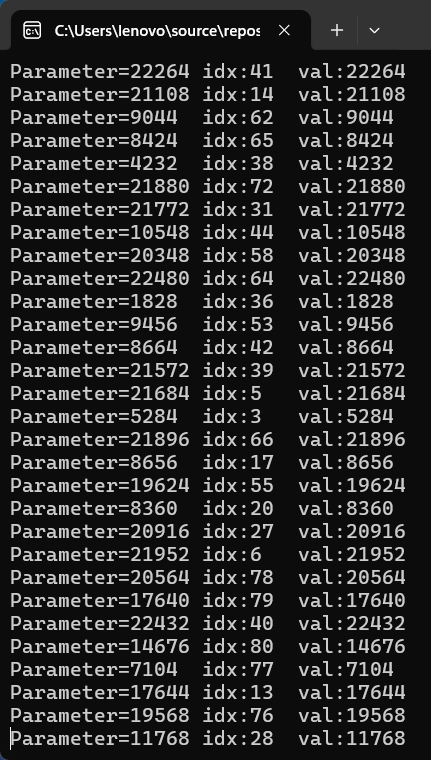 C:\Users\lenovo\source\repos
Parameter=22264 idx:41 val:22264
Parameter=21108 idx:14 val:21108
Parameter=9044 idx:62 val:9044
Parameter=8424 idx:65 val:8424
Parameter=4232 idx:38 val:4232
Parameter=21880 idx:72 val:21880
Parameter=21772 idx:31 val:21772
Parameter=10548 idx:44 val:10548
Parameter=20348 idx:58 val:20348
Parameter=22480 idx:64 val:22480
Parameter=1828 idx:36 val:1828
Parameter=9456 idx:53 val:9456
Parameter=8664 idx:42 val:8664
Parameter=21572 idx:39 val:21572
Parameter=21684 idx:5 val:21684
Parameter=5284 idx:3 val:5284
Parameter=21896 idx:66 val:21896
Parameter=8656 idx:17 val:8656
Parameter=19624 idx:55 val:19624
Parameter=8360 idx:20 val:8360
Parameter=20916 idx:27 val:20916
Parameter=21952 idx:6 val:21952
Parameter=20564 idx:78 val:20564
Parameter=17640 idx:79 val:17640
Parameter=22432 idx:40 val:22432
Parameter=14676 idx:80 val:14676
Parameter=7104 idx:77 val:7104
Parameter=17644 idx:13 val:17644
Parameter=19568 idx:76 val:19568
Parameter=11768 idx:28 val:11768